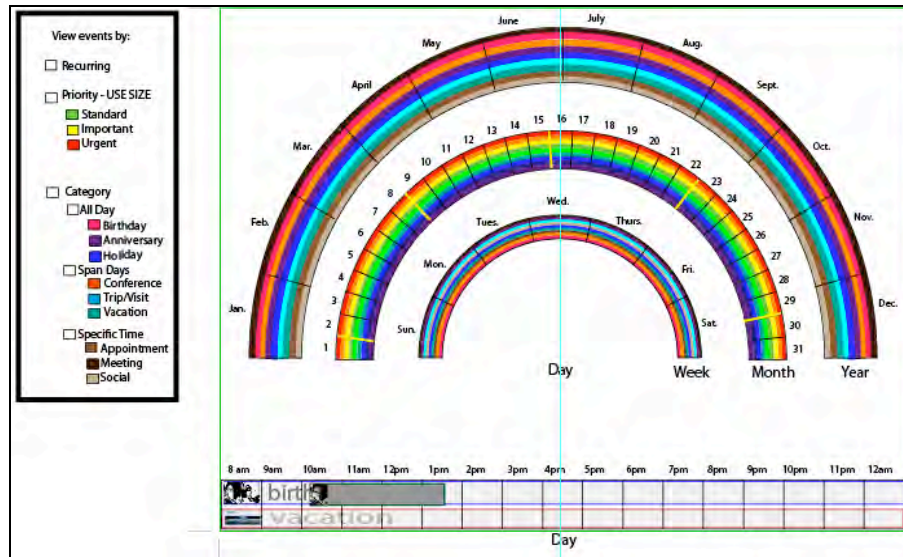 View events by:
Recurring
Priority - USE SIZE
Standard
Important
Urgent
Category
All Day
Birthday
Anniversary
Holiday
Span Days
Conference
Trip/Visit
Vacation
Specific Time
Appointment
Meeting
Social
Jan.
Feb.
Mar.
April
May
June
July
Aug.
Sept.
Oct.
Nov.
Dec.
1
2
3
4
5
6
7
8
9
10
11
12
13
14
15
16
17
18
19
20
21
22
23
24
25
26
27
28
29
30
31
Sun.
Mon.
Tues.
Wed.
Thurs.
Fri.
Sat.
Day Week Month Year
8 am 9am 10am 11am 12pm 1pm 2pm 3pm 4pm 5pm 6pm 7pm 8pm 9pm 10pm 11pm 12am
birth
vacation
Day